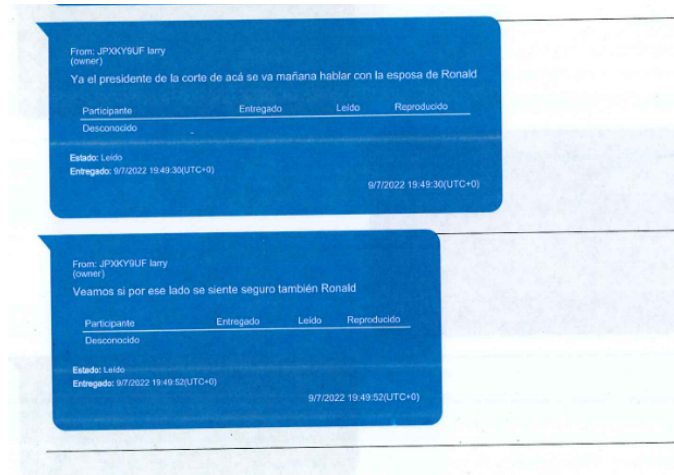 From: JPXKY9UF larry
(owner)
Ya el presidente de la corte de acá se va mañana hablar con la esposa de Ronald
Participante Entregado Leído Reproducido
Desconocido
Estado: Leído
Entregado: 9/7/2022 19:49:30(UTC+0)
9/7/2022 19:49:30(UTC+0)
From: JPXKY9UF larry
(owner)
Veamos si por ese lado se siente seguro también Ronald
Participante Entregado Leído Reproducido
Desconocido
Estado: Leído
Entregado: 9/7/2022 19:49:52(UTC+0)
9/7/2022 19:49:52(UTC+0)